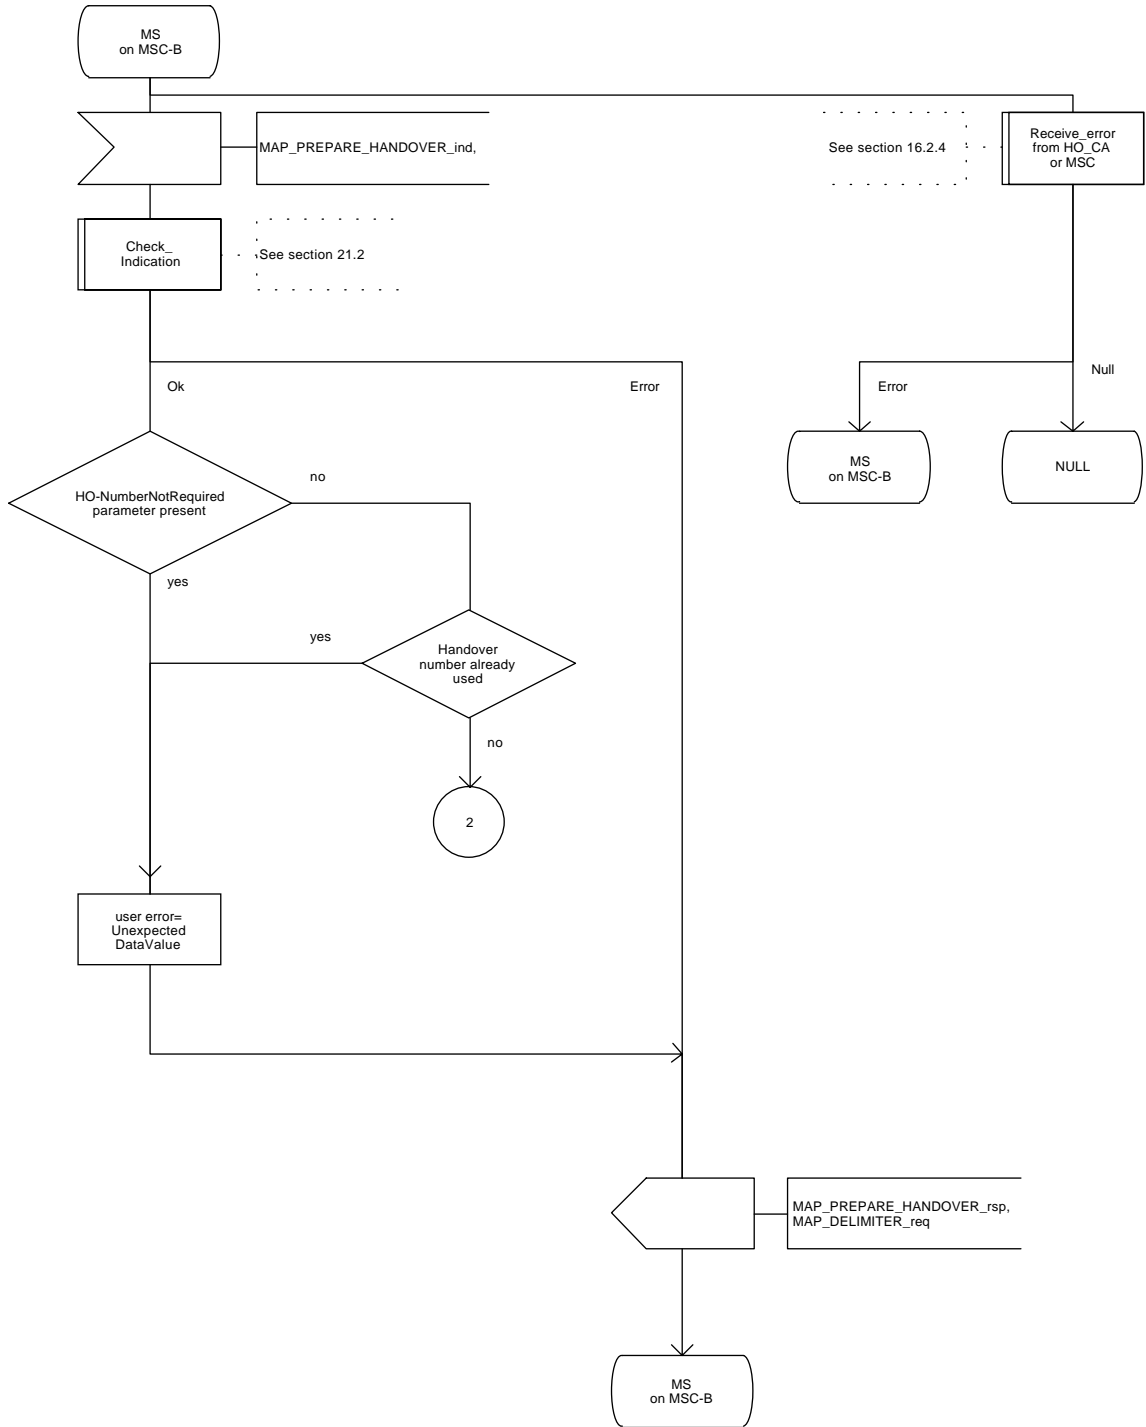 MS
on MSC-B
MAP_PREPARE_HANDOVER_ind,
See section 16.2.4
Receive_error
from HO_CA
or MSC
Check_
Indication
See section 21.2
Ok
Error
Error
Null
MS
on MSC-B
NULL
HO-NumberNotRequired
parameter present
no
yes
yes
Handover
number already
used
no
2
user error=
Unexpected
DataValue
MAP_PREPARE_HANDOVER_rsp,
MAP_DELIMITER_req
MS
on MSC-B